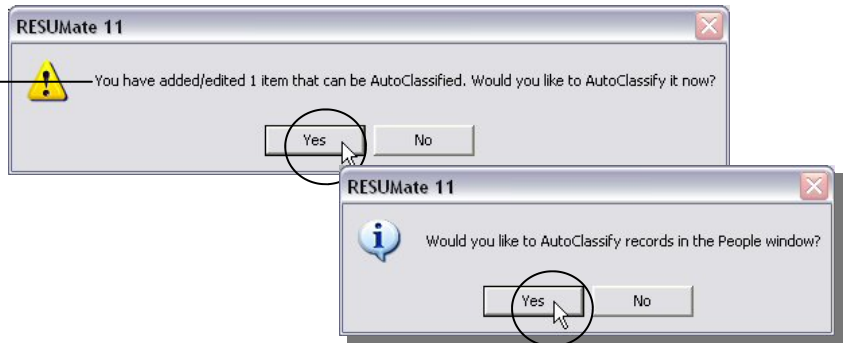 RESUMate 11
You have added/edited 1 item that can be AutoClassified. Would you like to AutoClassify it now?
Yes No
RESUMate 11
Would you like to AutoClassify records in the People window?
Yes No